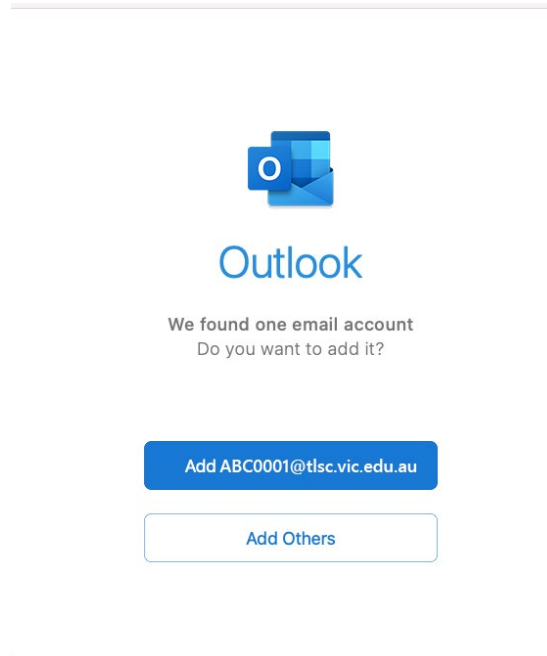 O
Outlook
We found one email account
Do you want to add it?
Add ABC0001@tlsc.vic.edu.au
Add Others